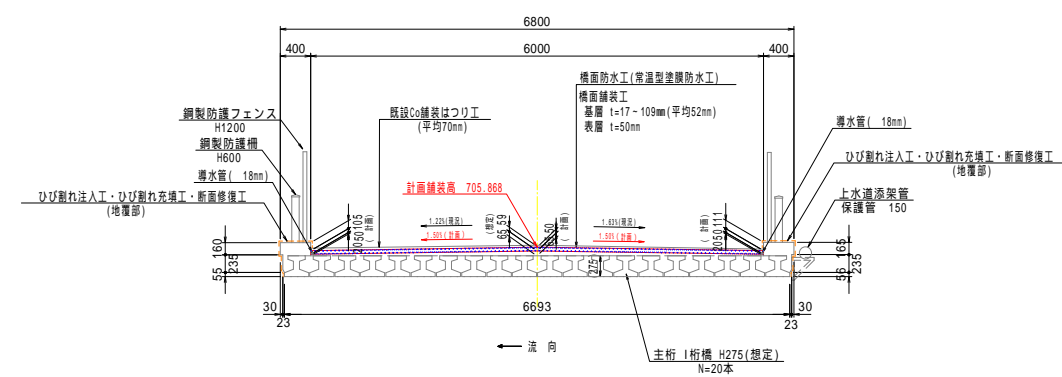 6800
400
6000
400
橋面防水工(常温型塗膜防水工)
橋面舗装工
基層 t=17~109mm(平均52mm)
表層 t=50mm
既設Co舗装はつり工
(平均70mm)
鋼製防護フェンス
H1200
鋼製防護柵
H600
導水管( 18mm)
ひび割れ注入工・ひび割れ充填工・断面修復工
(地覆部)
導水管( 18mm)
ひび割れ注入工・ひび割れ充填工・断面修復工
(地覆部)
上水道添架管
保護管 150
計画舗装高 705.868
1.22%(現況)
1.50%(計画)
1.63%(現況)
1.50%(計画)
(計画)
(想定)
(計画)
(計画)
160
235
55
165
235
56
(275)
30
23
6693
23
30
流 向
主桁 I桁橋 H275(想定)
N=20本